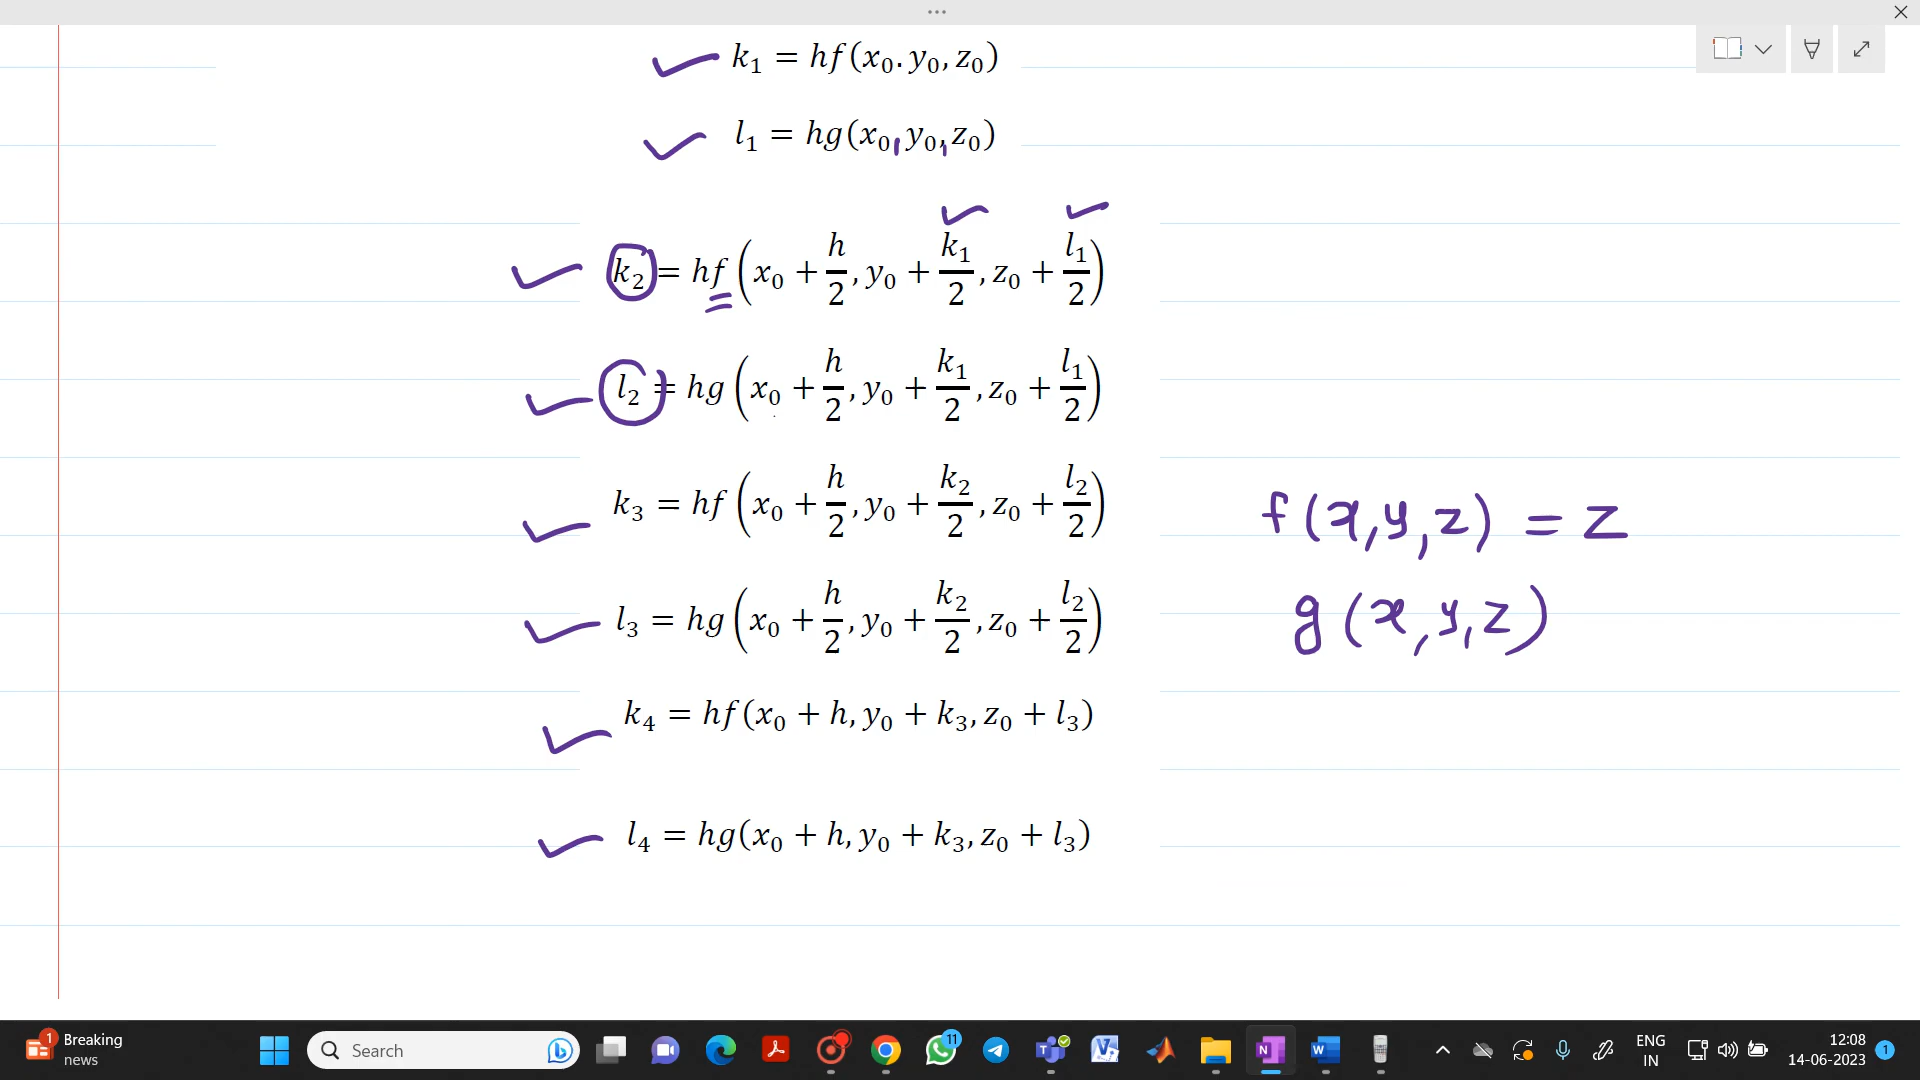 k₁ = hf(x₀. y₀, z₀)
l₁ = hg(x₀, y₀, z₀)
k₂ = hf(x₀ + h/2, y₀ + k₁/2, z₀ + l₁/2)
l₂ = hg(x₀ + h/2, y₀ + k₁/2, z₀ + l₁/2)
k₃ = hf(x₀ + h/2, y₀ + k₂/2, z₀ + l₂/2)
f(x,y,z) = z
l₃ = hg(x₀ + h/2, y₀ + k₂/2, z₀ + l₂/2)
g(x,y,z)
k₄ = hf(x₀ + h, y₀ + k₃, z₀ + l₃)
l₄ = hg(x₀ + h, y₀ + k₃, z₀ + l₃)
1
Breaking
news
Search
11
ENG
IN
12:08
14-06-2023
1